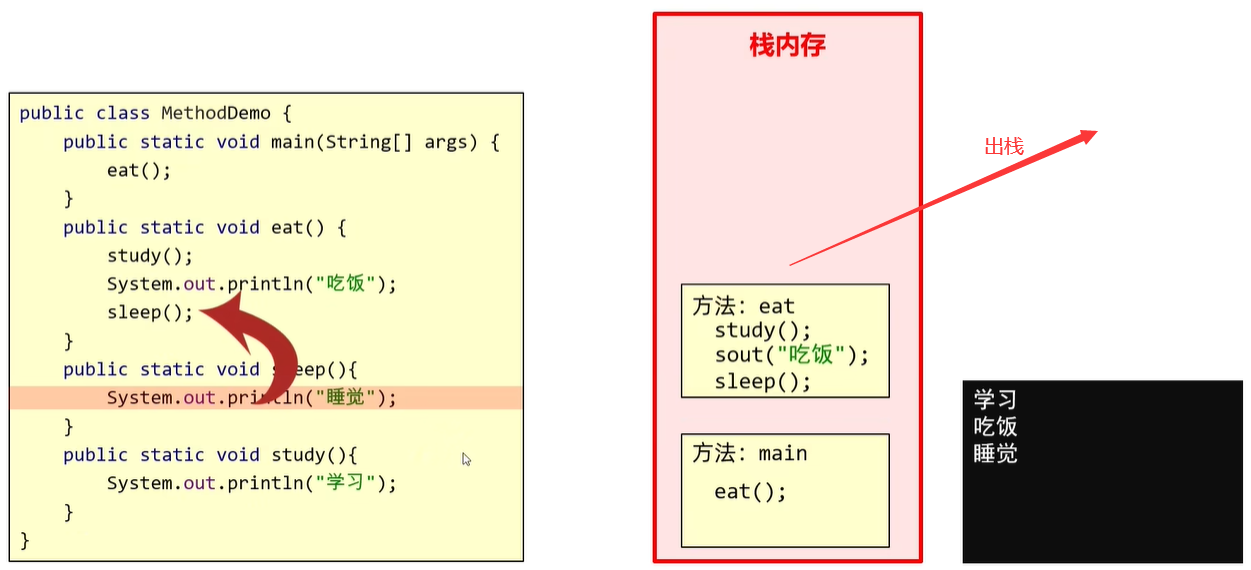 public class MethodDemo {
public static void main(String[] args) {
eat();
}
public static void eat() {
study();
System.out.println("吃饭");
sleep();
}
public static void sleep(){
System.out.println("睡觉");
}
public static void study(){
System.out.println("学习");
}
}
栈内存
出栈
方法: eat
study();
sout("吃饭");
sleep();
方法: main
eat();
学习
吃饭
睡觉